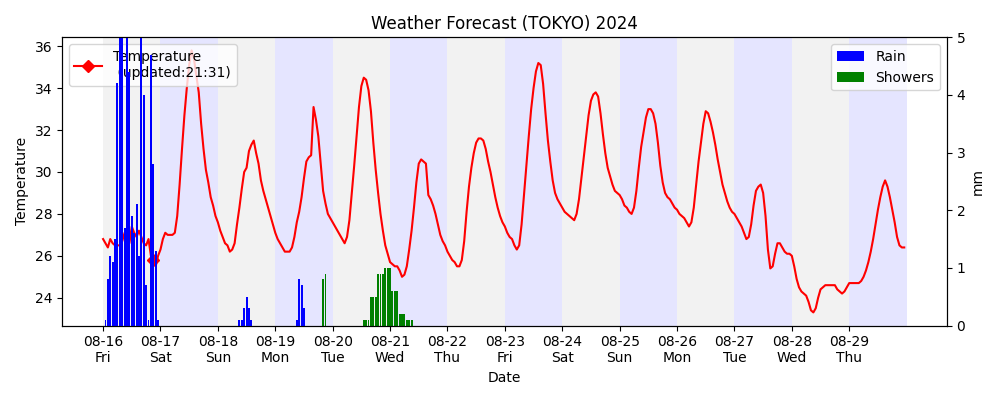 Weather Forecast (TOKYO) 2024
Temperature
(updated:21:31)
Rain
Showers
36
34
32
30
28
26
24
Temperature
5
4
3
2
1
0
mm
08-16 08-17 08-18 08-19 08-20 08-21 08-22 08-23 08-24 08-25 08-26 08-27 08-28 08-29
Fri Sat Sun Mon Tue Wed Thu Fri Sat Sun Mon Tue Wed Thu
Date